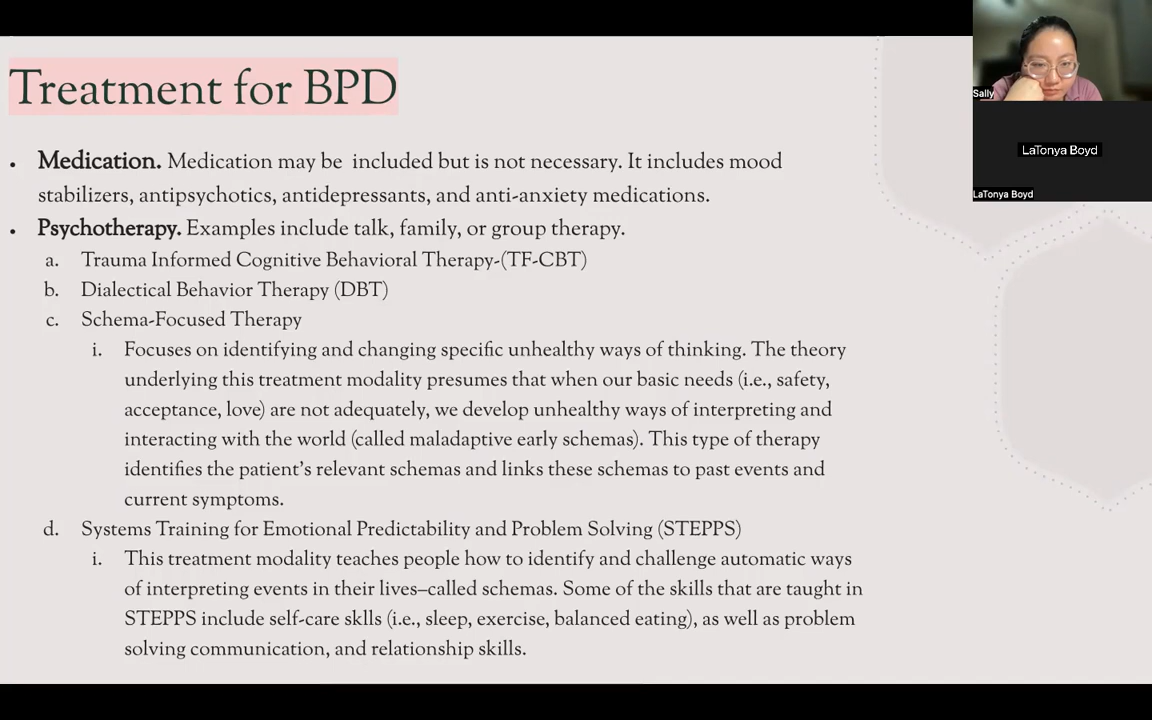 Treatment for BPD
• Medication. Medication may be included but is not necessary. It includes mood
stabilizers, antipsychotics, antidepressants, and anti-anxiety medications.
• Psychotherapy. Examples include talk, family, or group therapy.
a. Trauma Informed Cognitive Behavioral Therapy-(TF-CBT)
b. Dialectical Behavior Therapy (DBT)
c. Schema-Focused Therapy
i. Focuses on identifying and changing specific unhealthy ways of thinking. The theory
underlying this treatment modality presumes that when our basic needs (i.e., safety,
acceptance, love) are not adequately, we develop unhealthy ways of interpreting and
interacting with the world (called maladaptive early schemas). This type of therapy
identifies the patient's relevant schemas and links these schemas to past events and
current symptoms.
d. Systems Training for Emotional Predictability and Problem Solving (STEPPS)
i. This treatment modality teaches people how to identify and challenge automatic ways
of interpreting events in their lives–called schemas. Some of the skills that are taught in
STEPPS include self-care sklls (i.e., sleep, exercise, balanced eating), as well as problem
solving communication, and relationship skills.
Sally
LaTonya Boyd
LaTonya Boyd